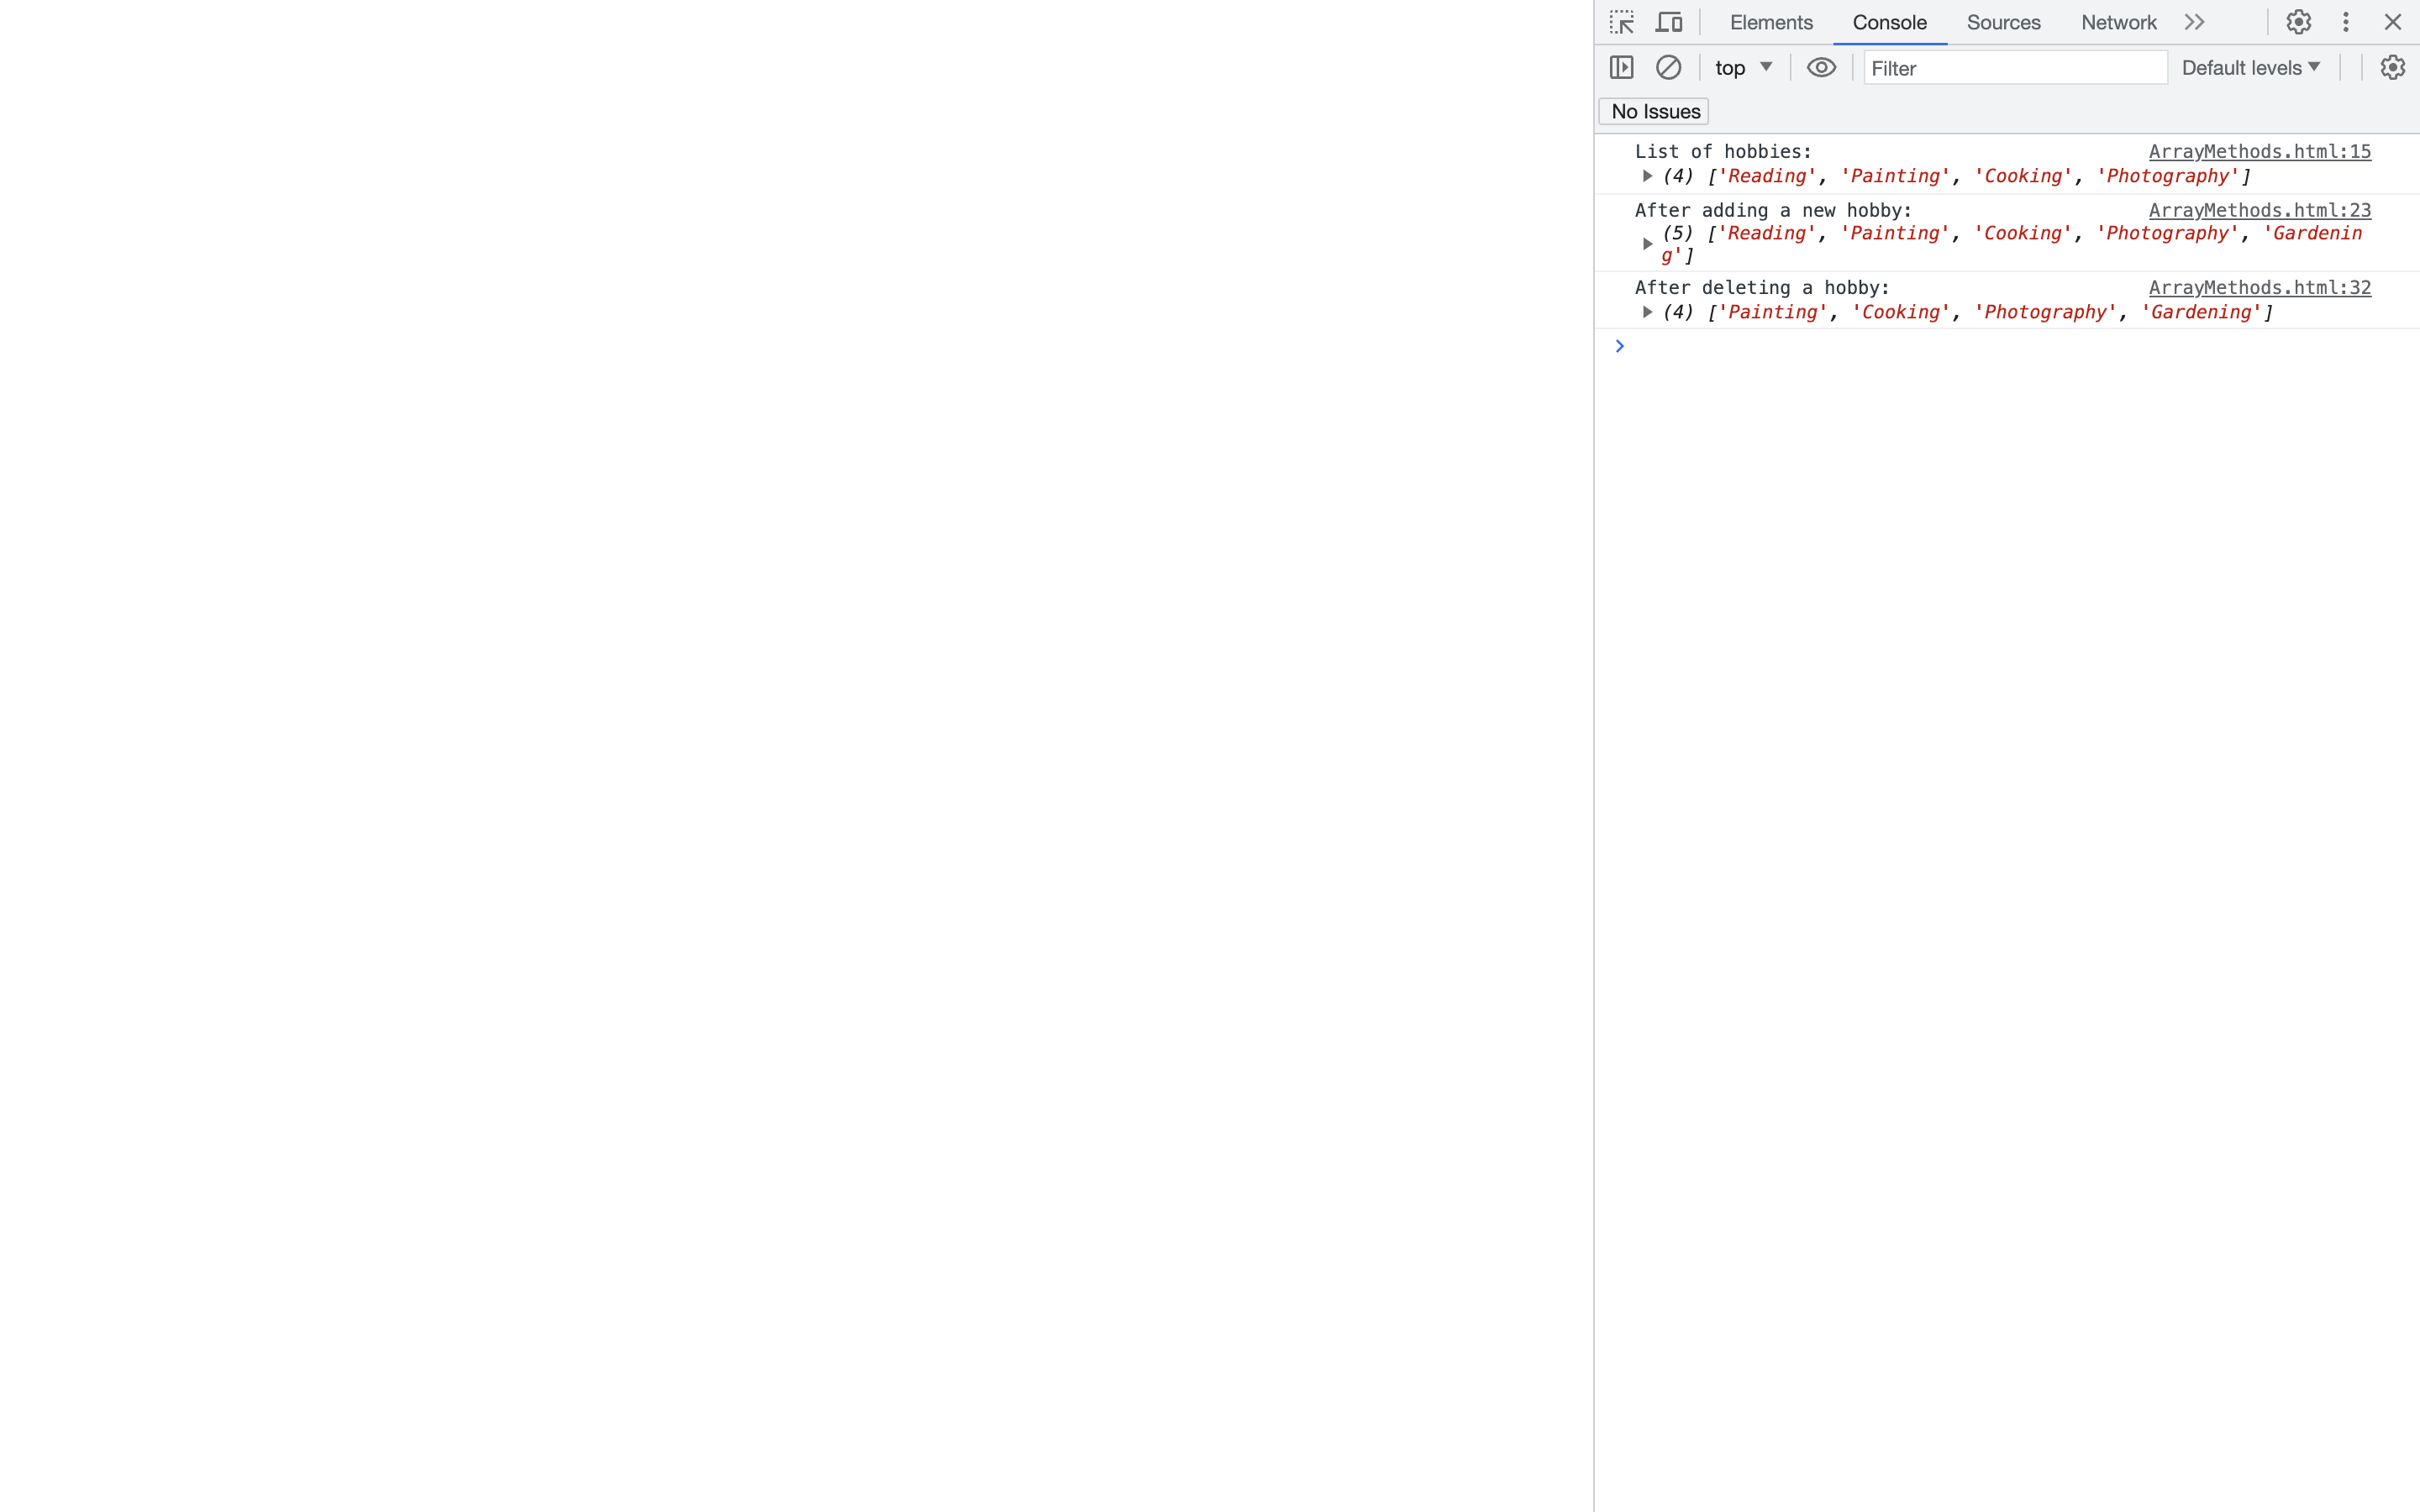 Elements Console Sources Network
top Filter Default levels
No Issues
List of hobbies: ArrayMethods.html:15
(4) ['Reading', 'Painting', 'Cooking', 'Photography']
After adding a new hobby: ArrayMethods.html:23
(5) ['Reading', 'Painting', 'Cooking', 'Photography', 'Gardenin
g']
After deleting a hobby: ArrayMethods.html:32
(4) ['Painting', 'Cooking', 'Photography', 'Gardening']